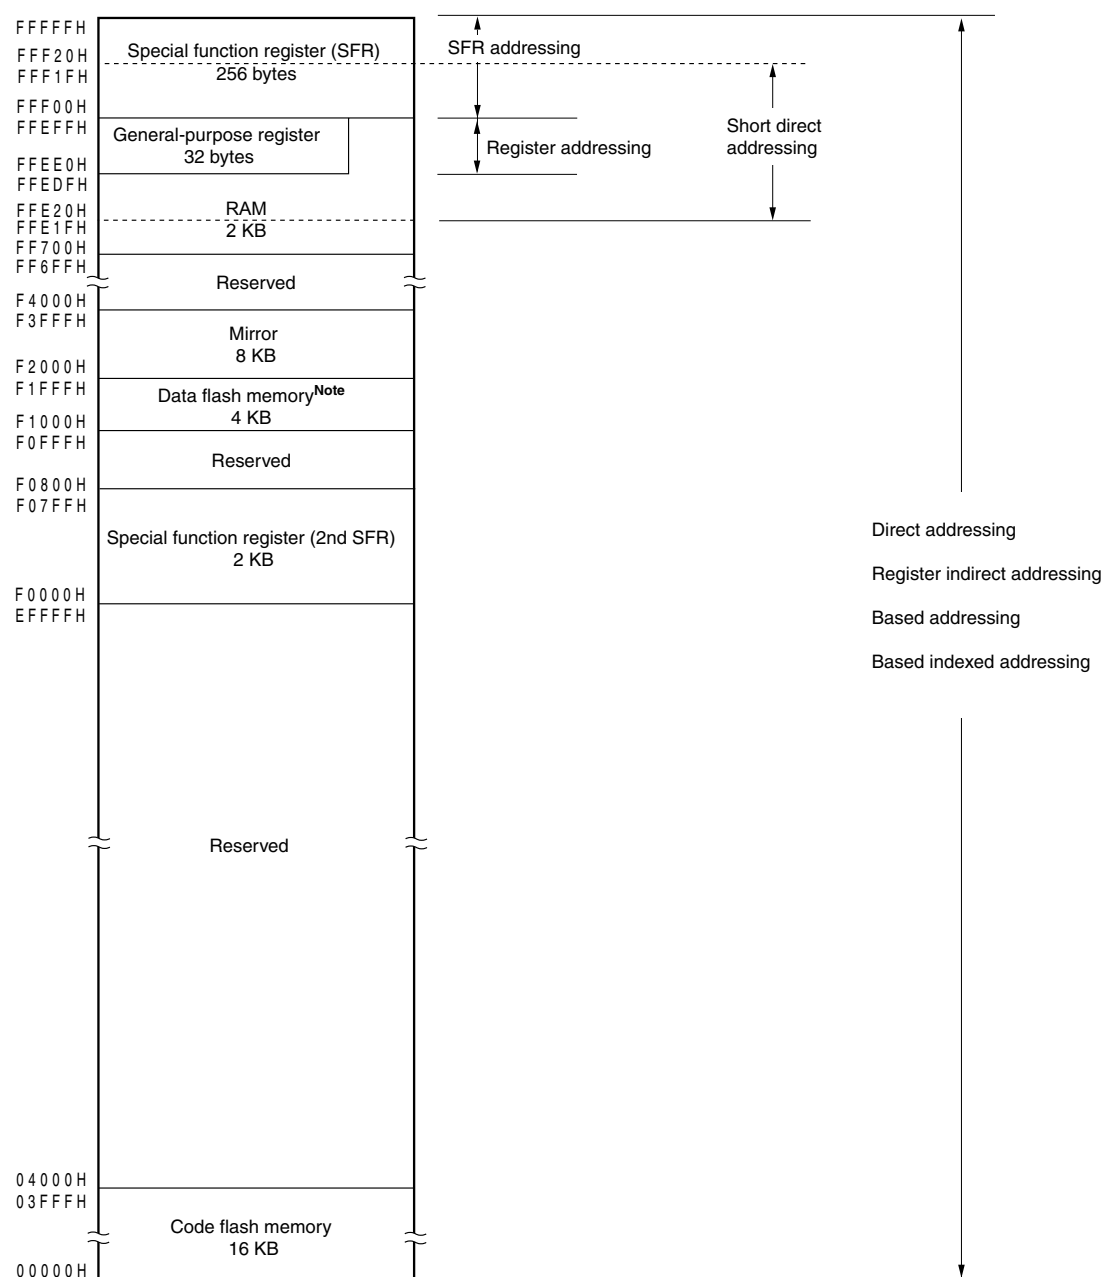 FFFFFH
FFF20H
FFF1FH
FFF00H
FFEFFH
FFEE0H
FFEDFH
FFE20H
FFE1FH
FF700H
FF6FFH
F4000H
F3FFFH
F2000H
F1FFFH
F1000H
F0FFFH
F0800H
F07FFH
F0000H
EFFFFH
04000H
03FFFH
00000H
Special function register (SFR)
256 bytes
General-purpose register
32 bytes
RAM
2 KB
Reserved
Mirror
8 KB
Data flash memoryNote
4 KB
Reserved
Special function register (2nd SFR)
2 KB
Reserved
Code flash memory
16 KB
SFR addressing
Register addressing
Short direct
addressing
Direct addressing
Register indirect addressing
Based addressing
Based indexed addressing